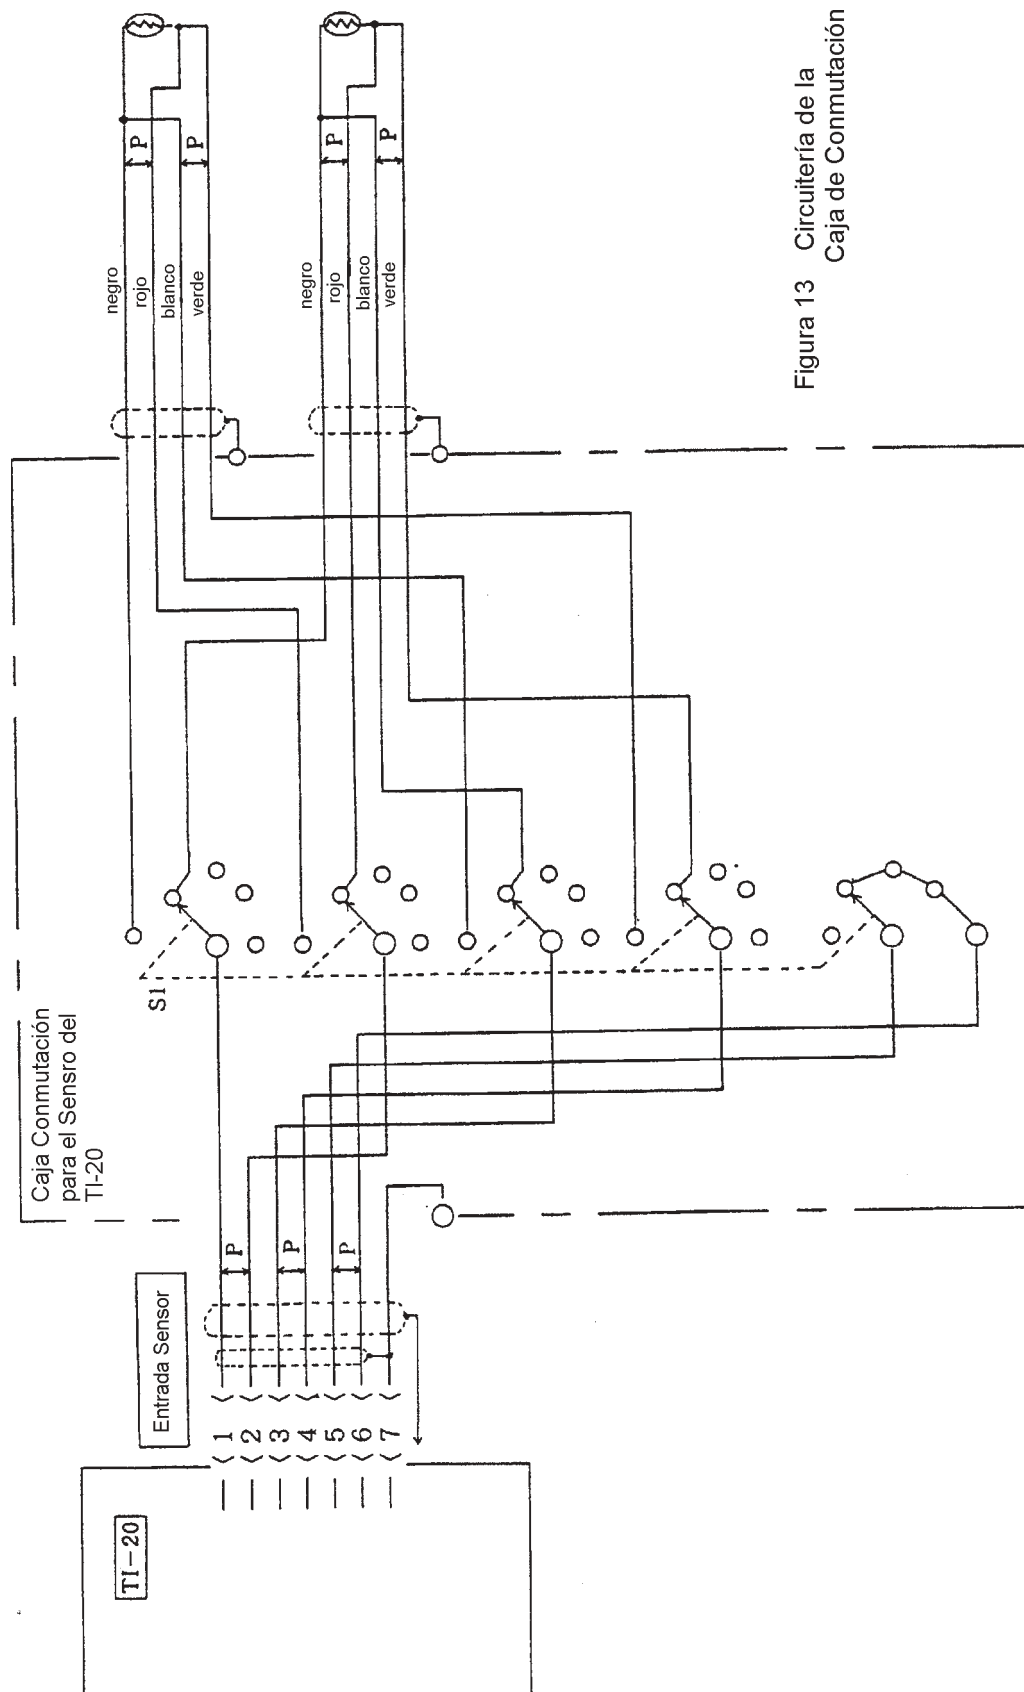 TI-20
Entrada Sensor
1
2
3
4
5
6
7
P
P
P
Caja Conmutación
para el Sensro del
TI-20
S1
negro
rojo
blanco
verde
P
P
negro
rojo
blanco
verde
P
P
Figura 13 Circuitería de la
Caja de Conmutación